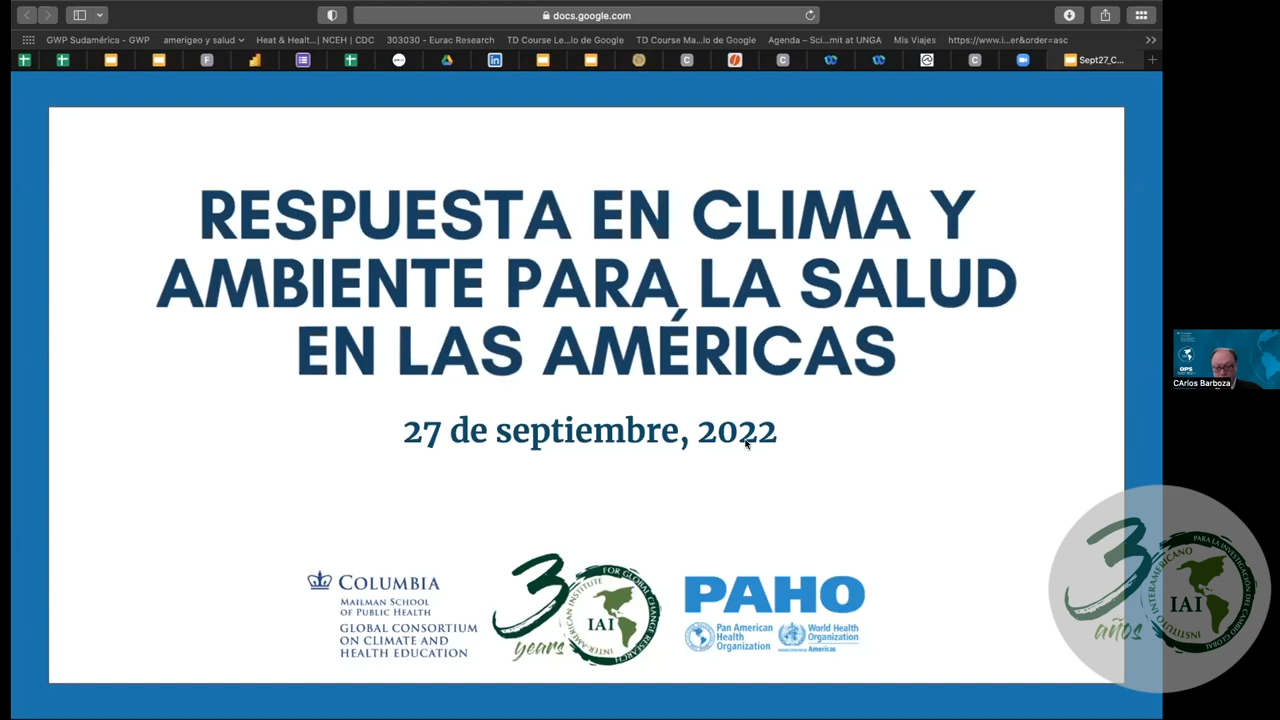 docs.google.com
GWP Sudamérica - GWP
amerigeo y salud
Heat & Healt...| NCEH | CDC
303030 - Eurac Research
TD Course Le...lo de Google
TD Course Ma...lo de Google
Agenda – Sci...mit at UNGA
Mis Viajes
https://www.i...er&order=asc
Sept27_C...
RESPUESTA EN CLIMA Y
AMBIENTE PARA LA SALUD
EN LAS AMÉRICAS
27 de septiembre, 2022
OPS
CArlos Barboza
COLUMBIA
MAILMAN SCHOOL
OF PUBLIC HEALTH
GLOBAL CONSORTIUM
ON CLIMATE AND
HEALTH EDUCATION
30
years
INTER-AMERICAN INSTITUTE FOR GLOBAL CHANGE RESEARCH
IAI
PAHO
Pan American
Health
Organization
World Health
Organization
Americas
30
años
INSTITUTO INTERAMERICANO PARA LA INVESTIGACIÓN DEL CAMBIO GLOBAL
IAI